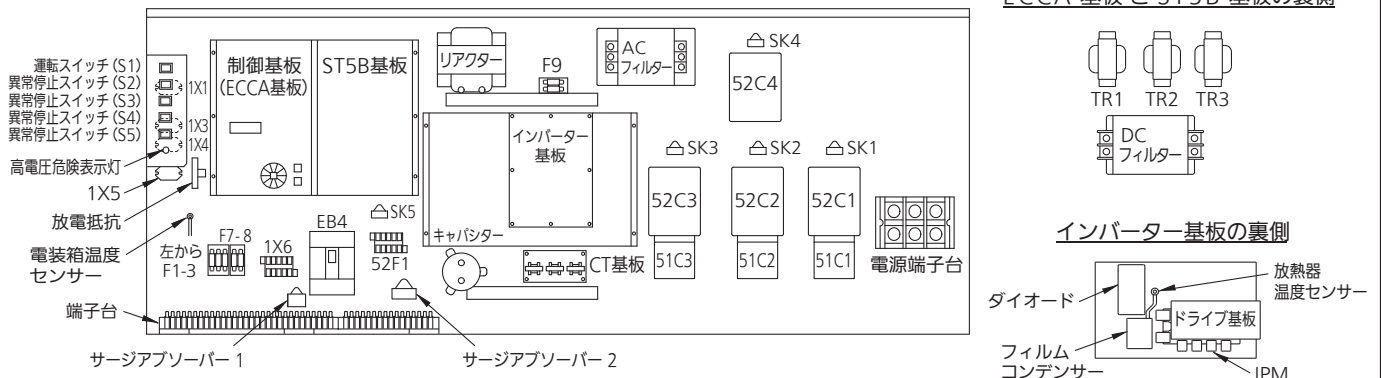 ECCA 基板 と ST5B 基板の裏側
運転スイッチ(S1)
異常停止スイッチ(S2)
異常停止スイッチ(S3)
異常停止スイッチ(S4)
異常停止スイッチ(S5)
高電圧危険表示灯
1X5
放電抵抗
電装箱温度
センサー
端子台
1X1
1X3
1X4
制御基板
(ECCA基板)
ST5B基板
リアクター
F9
AC
フィルター
SK4
52C4
インバーター
基板
SK3
SK2
SK1
52C3
52C2
52C1
51C3
51C2
51C1
電源端子台
SK5
52F1
EB4
左から
F1-3
F7-8
1X6
キャパシター
CT基板
サージアブソーバー 1
サージアブソーバー 2
TR1
TR2
TR3
DC
フィルター
インバーター基板の裏側
ダイオード
放熱器
温度センサー
ドライブ基板
フィルム
コンデンサー
IPM